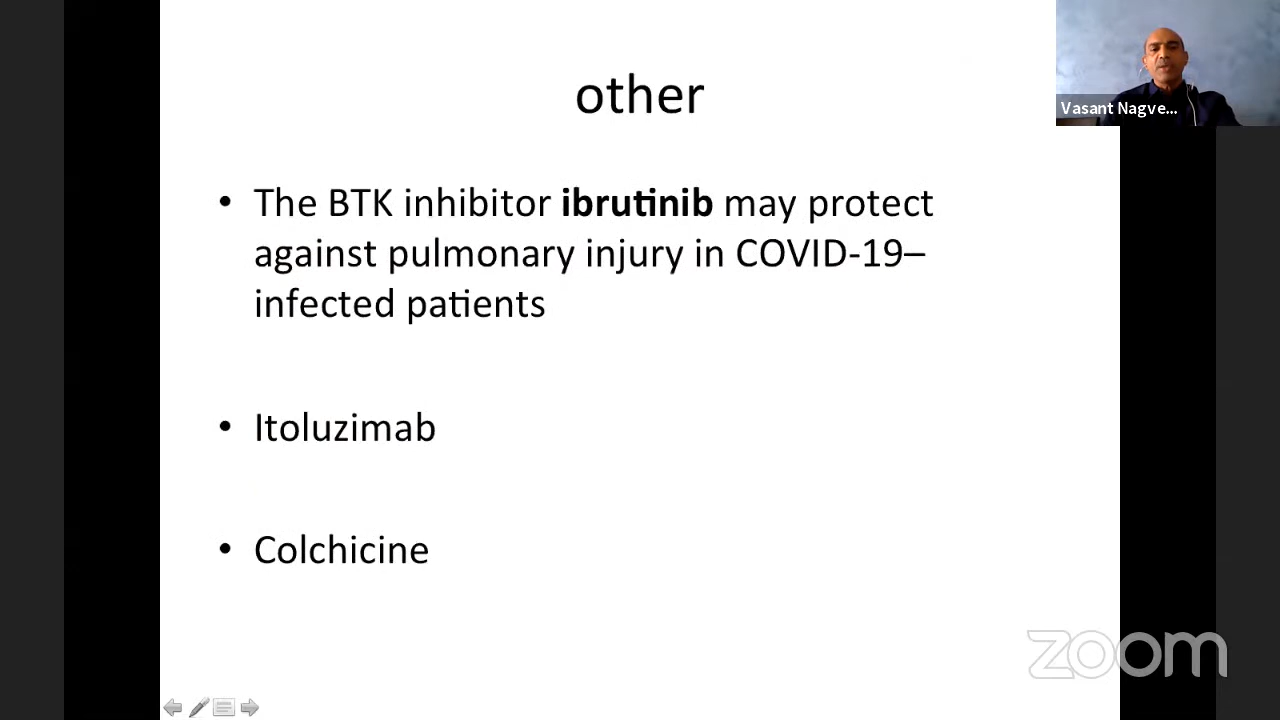 other
Vasant Nagve...
• The BTK inhibitor ibrutinib may protect
against pulmonary injury in COVID-19–
infected patients
• Itoluzimab
• Colchicine
zoom